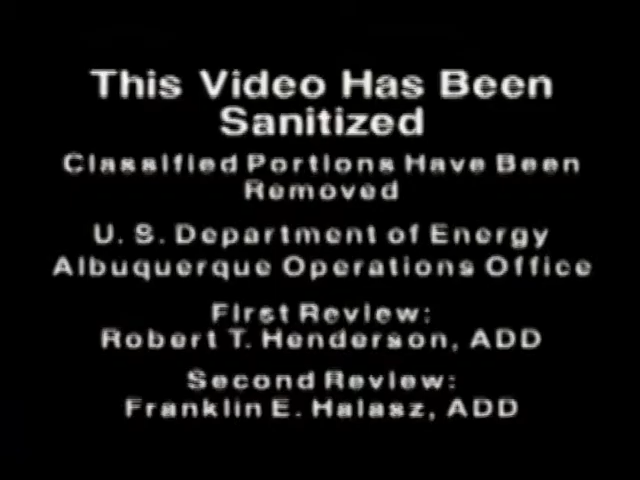 This Video Has Been
Sanitized
Classified Portions Have Been
Removed
U. S. Department of Energy
Albuquerque Operations Office
First Review:
Robert T. Henderson, ADD
Second Review:
Franklin E. Halasz, ADD